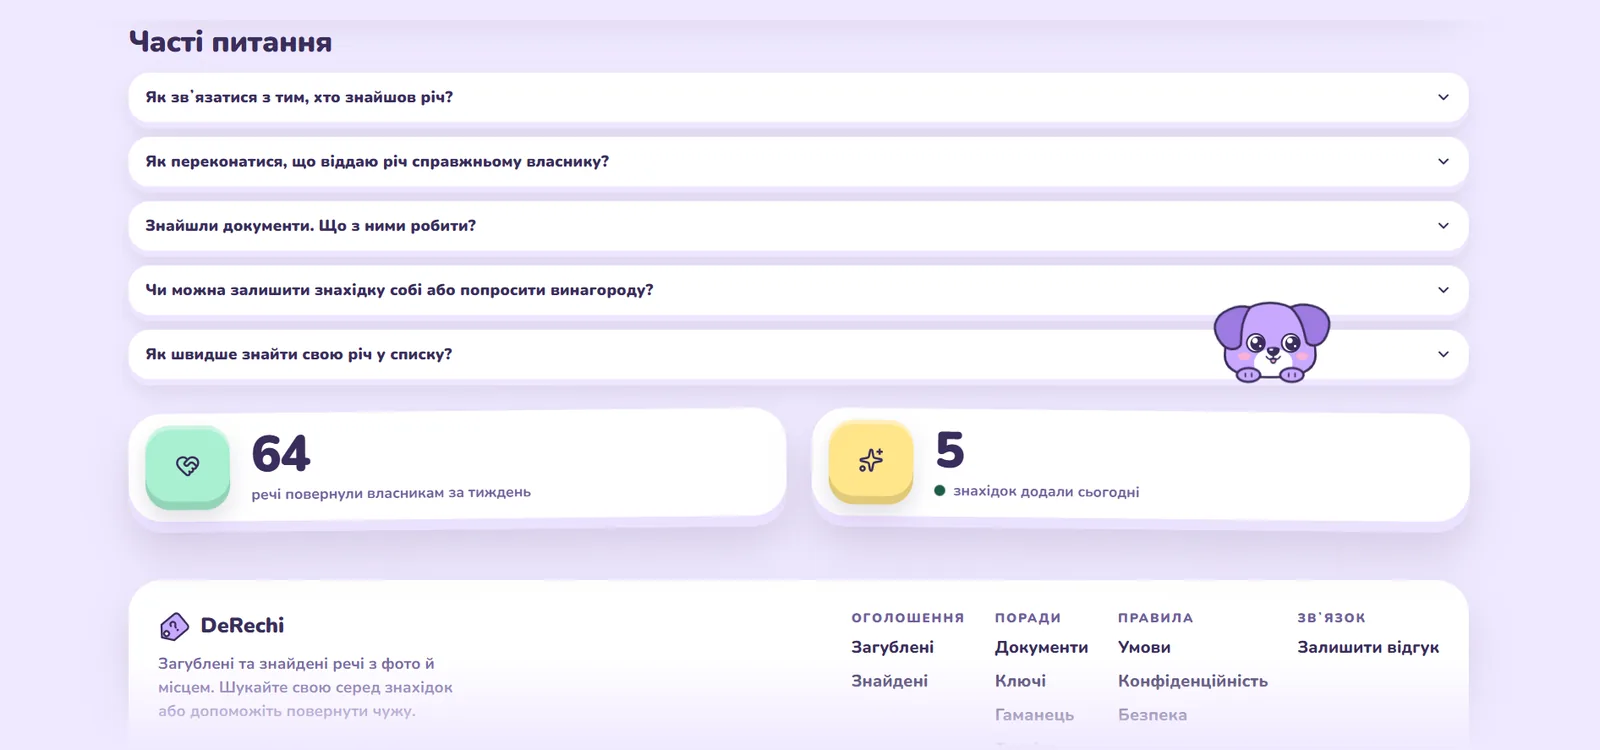 Часті питання
Як зв'язатися з тим, хто знайшов річ?
Як переконатися, що віддаю річ справжньому власнику?
Знайшли документи. Що з ними робити?
Чи можна залишити знахідку собі або попросити винагороду?
Як швидше знайти свою річ у списку?
64
речі повернули власникам за тиждень
5
знахідок додали сьогодні
DeRechi
Загублені та знайдені речі з фото й
місцем. Шукайте свою серед знахідок
або допоможіть повернути чужу.
ОГОЛОШЕННЯ
Загублені
Знайдені
ПОРАДИ
Документи
Ключі
Гаманець
ПРАВИЛА
Умови
Конфіденційність
Безпека
ЗВ'ЯЗОК
Залишити відгук